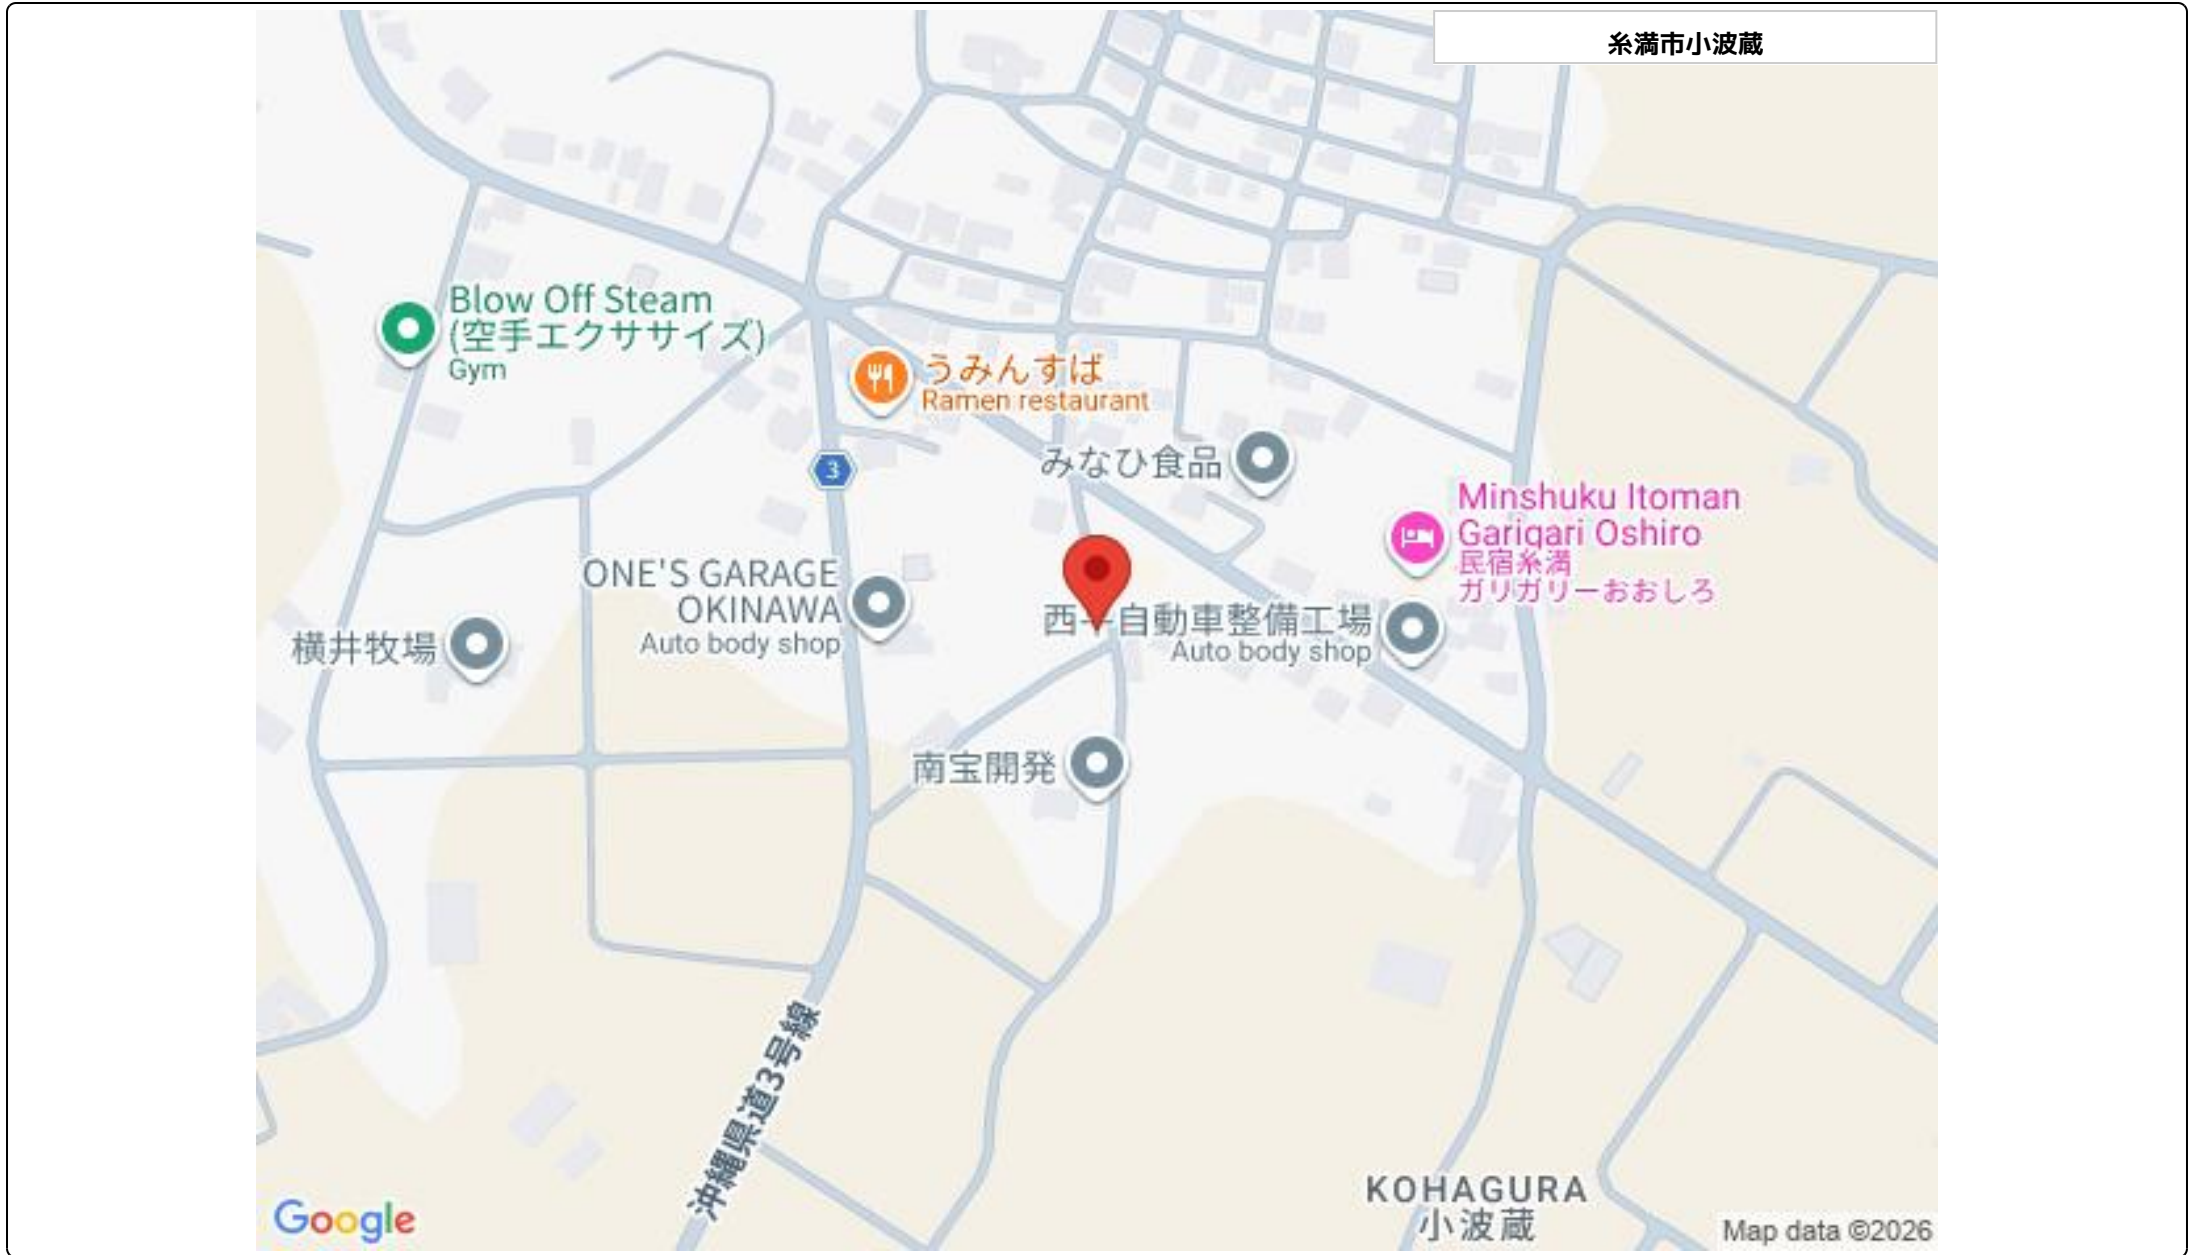 糸満市小波蔵
Blow Off Steam
(空手エクササイズ)
Gym
うみんすば
Ramen restaurant
3
みなひ食品
Minshuku Itoman
Garigari Oshiro
民宿糸満
ガリガリーおおしろ
ONE'S GARAGE
OKINAWA
Auto body shop
西一自動車整備工場
Auto body shop
横井牧場
南宝開発
沖縄県道3号線
KOHAGURA
小波蔵
Google
Map data ©2026